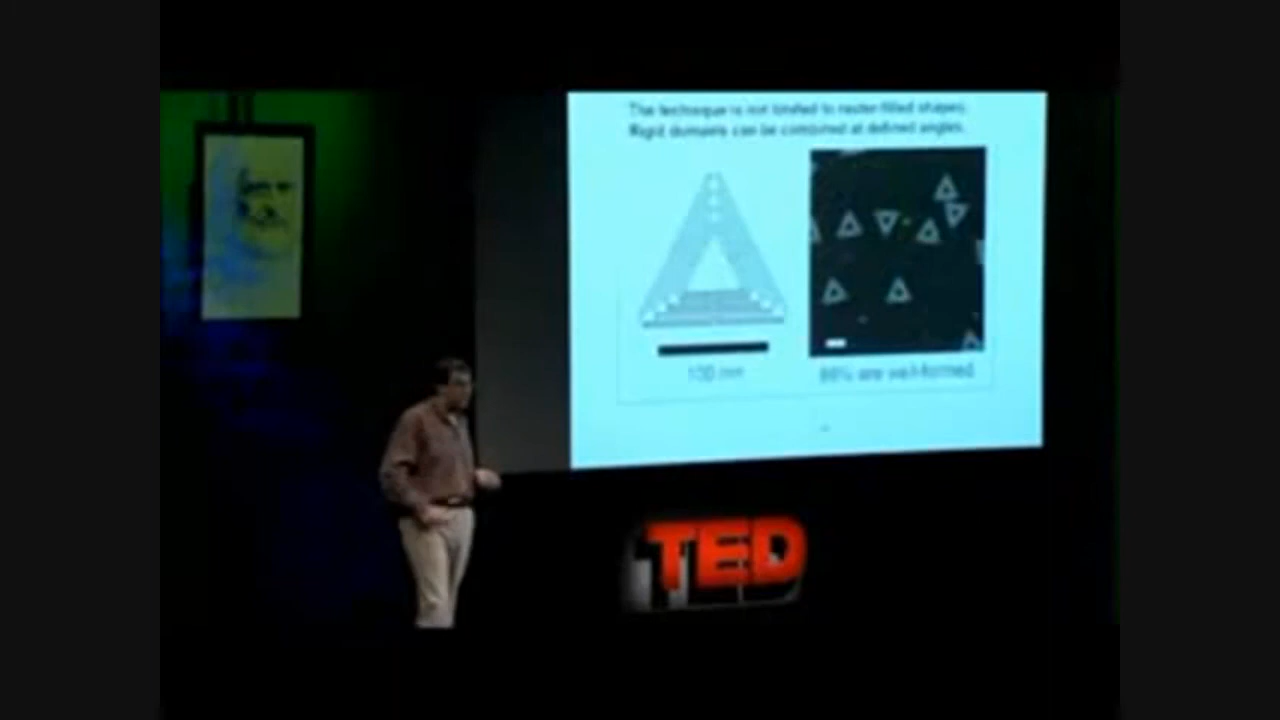 The technique is not limited to raster-filled shapes.
Rigid domains can be combined at defined angles.
100 nm
are well-formed
TED